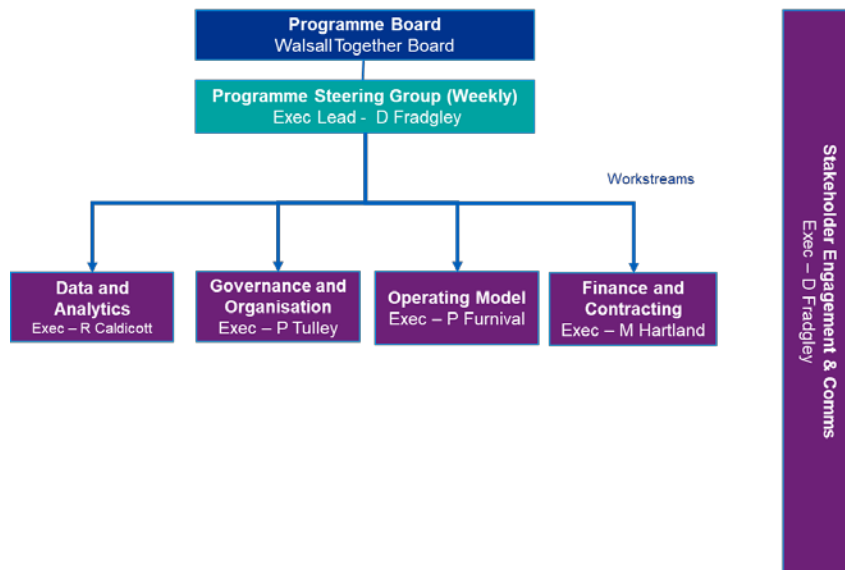 Programme Board
Walsall Together Board
Programme Steering Group (Weekly)
Exec Lead - D Fradgley
Workstreams
Data and
Analytics
Exec – R Caldicott
Governance and
Organisation
Exec – P Tulley
Operating Model
Exec – P Furnival
Finance and
Contracting
Exec – M Hartland
Stakeholder Engagement & Comms
Exec – D Fradgley